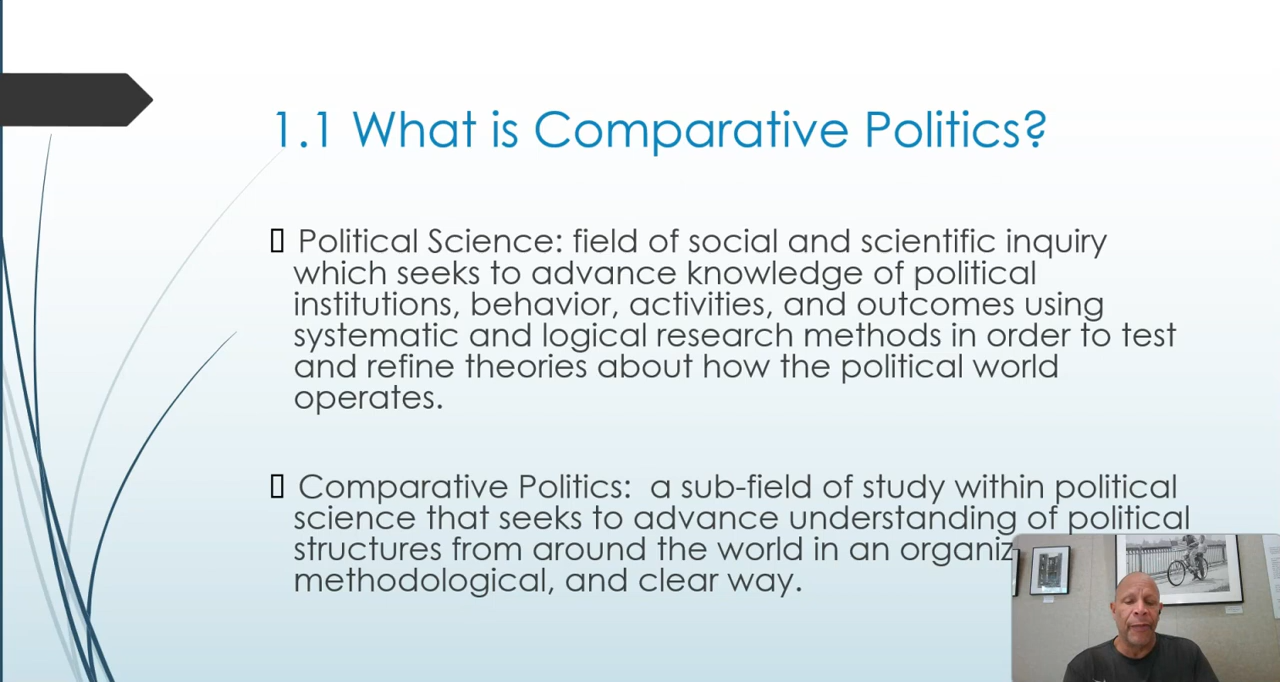 1.1 What is Comparative Politics?
Political Science: field of social and scientific inquiry
which seeks to advance knowledge of political
institutions, behavior, activities, and outcomes using
systematic and logical research methods in order to test
and refine theories about how the political world
operates.
Comparative Politics:  a sub-field of study within political
science that seeks to advance understanding of political
structures from around the world in an
methodological, and clear way.